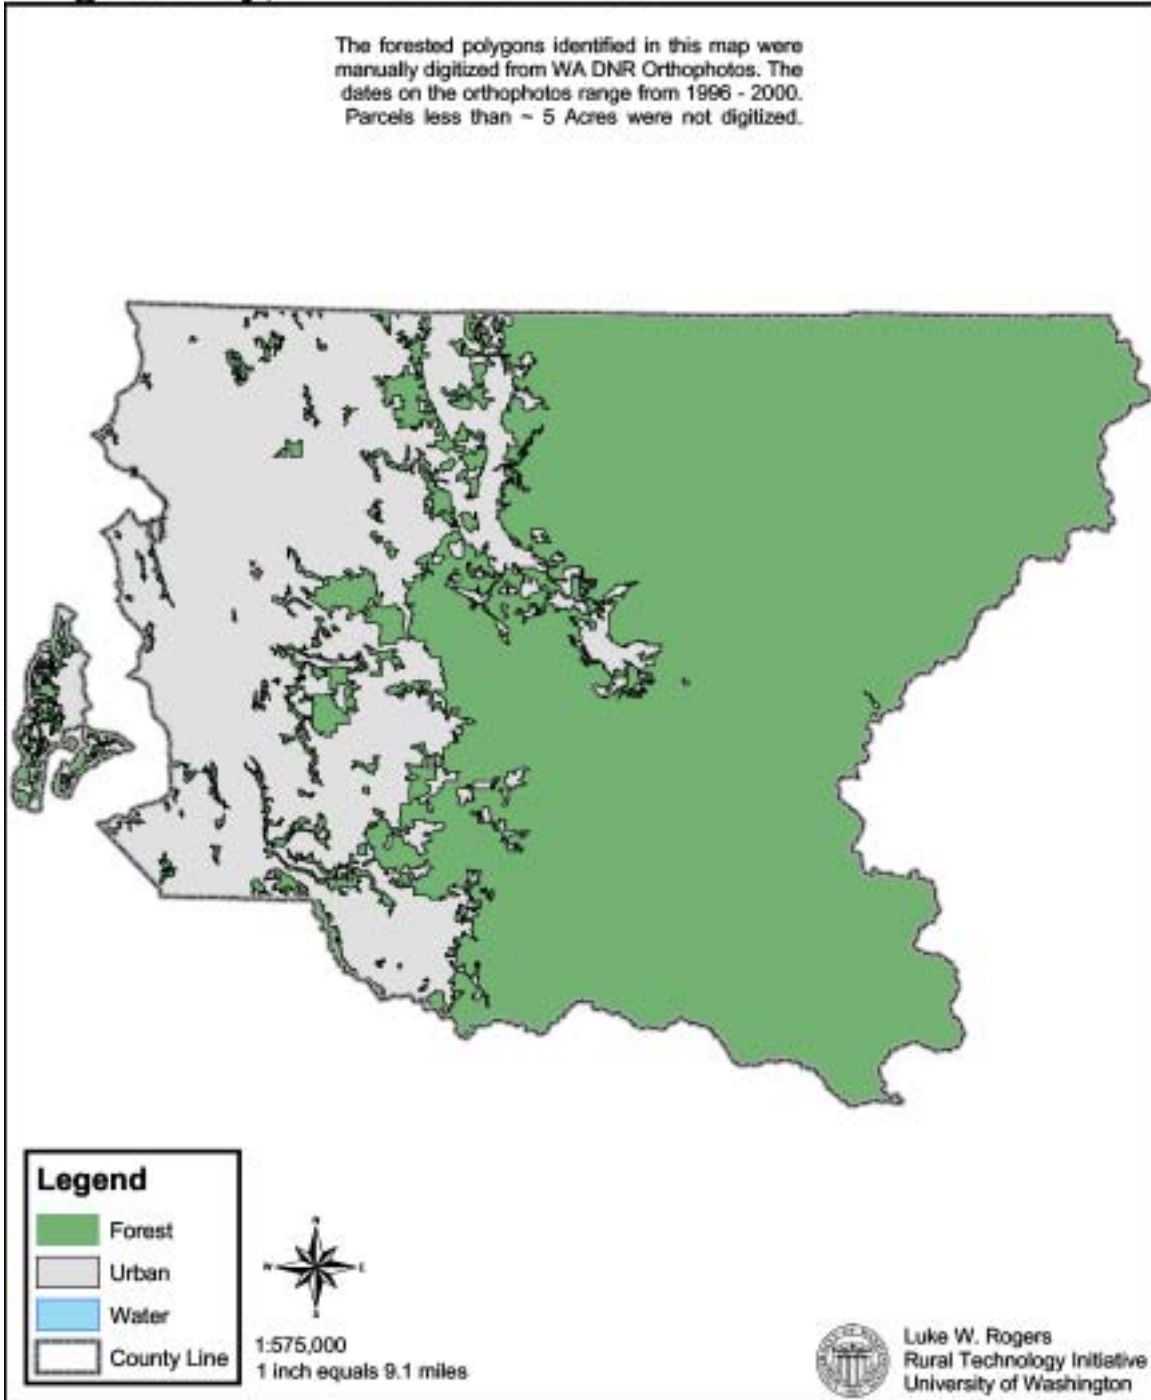 The forested polygons identified in this map were
manually digitized from WA DNR Orthophotos. The
dates on the orthophotos range from 1996 - 2000.
Parcels less than ~ 5 Acres were not digitized.
Legend
Forest
Urban
Water
County Line
N
W E
S
1:575,000
1 inch equals 9.1 miles
Luke W. Rogers
Rural Technology Initiative
University of Washington